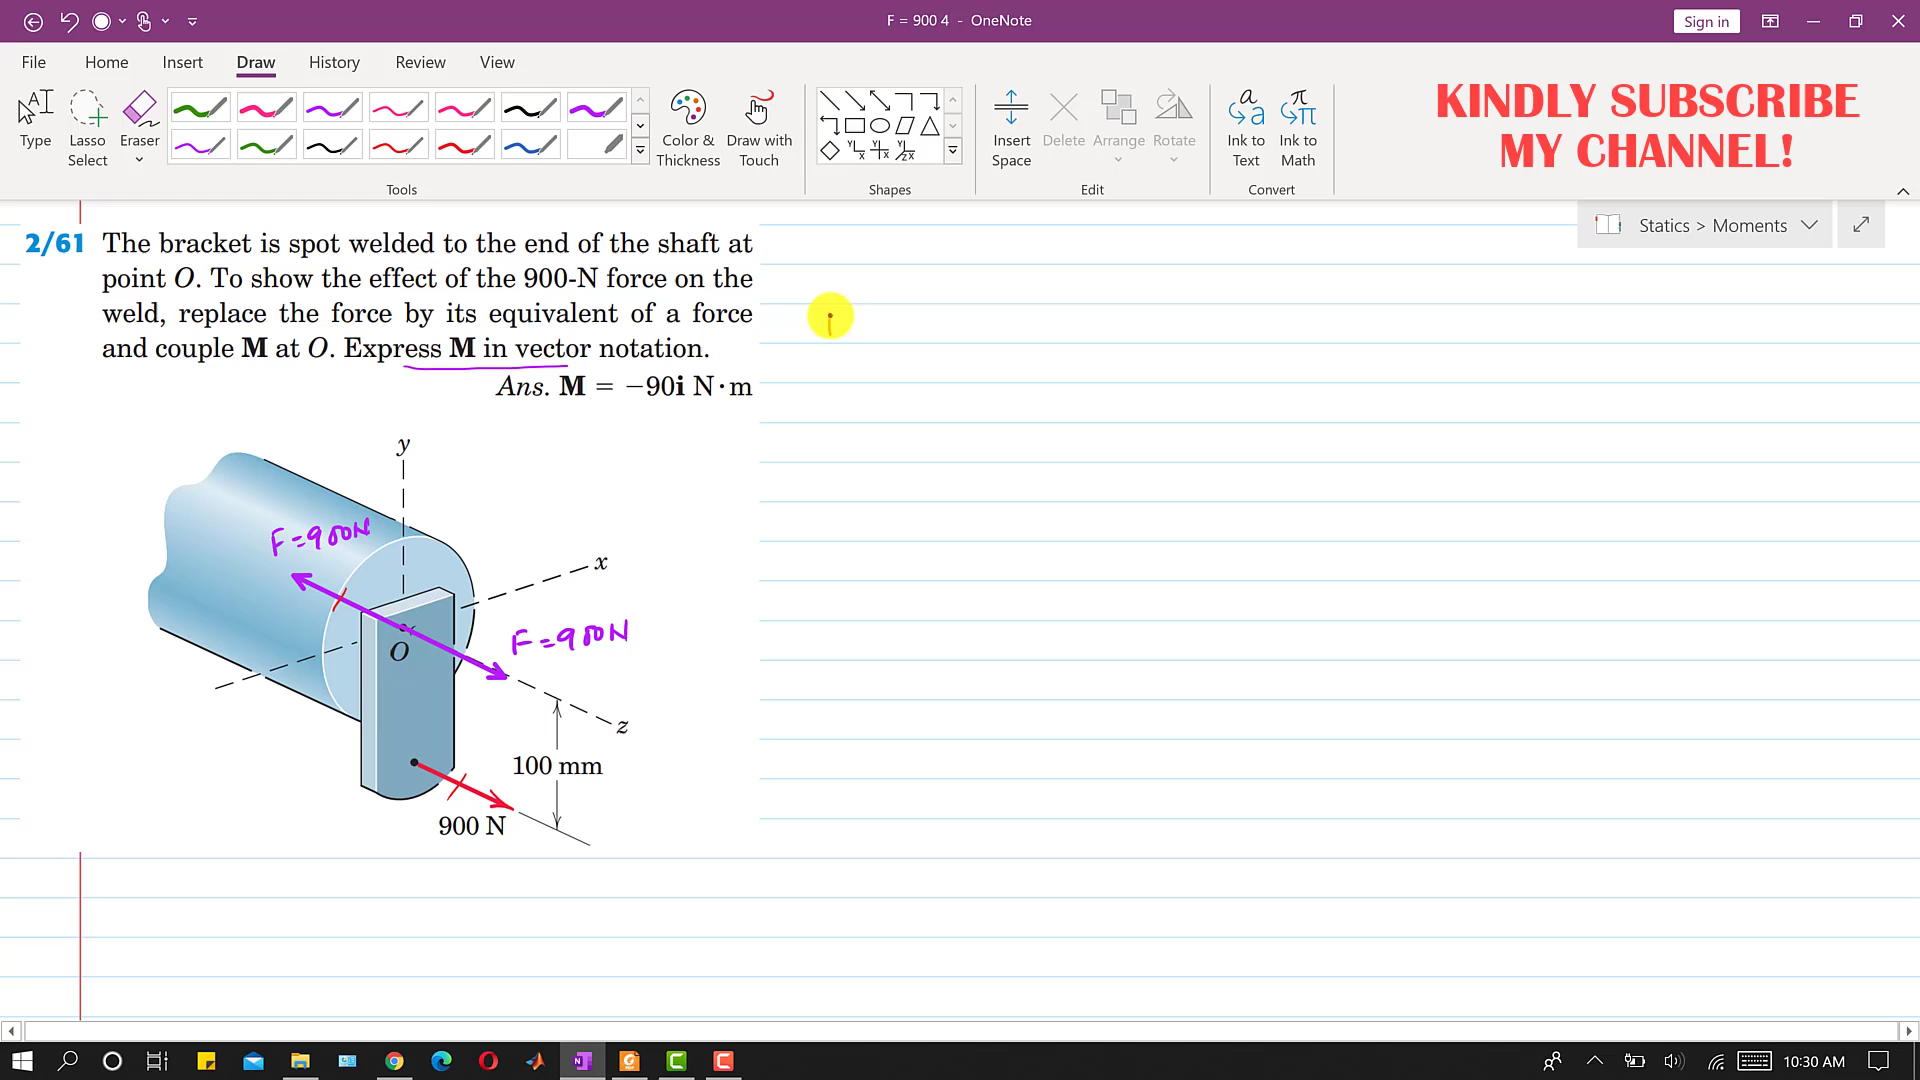 F = 900 4 - OneNote
Sign in
File Home Insert Draw History Review View
KINDLY SUBSCRIBE
MY CHANNEL!
Type
Lasso Select
Eraser
Color & Thickness
Draw with Touch
Insert Space
Delete
Arrange
Rotate
Ink to Text
Ink to Math
Tools
Shapes
Edit
Convert
Statics > Moments
2/61 The bracket is spot welded to the end of the shaft at
point O. To show the effect of the 900-N force on the
weld, replace the force by its equivalent of a force
and couple M at O. Express M in vector notation.
Ans. M = −90i N·m
y
F=900N
x
F=900N
O
z
100 mm
900 N
10:30 AM